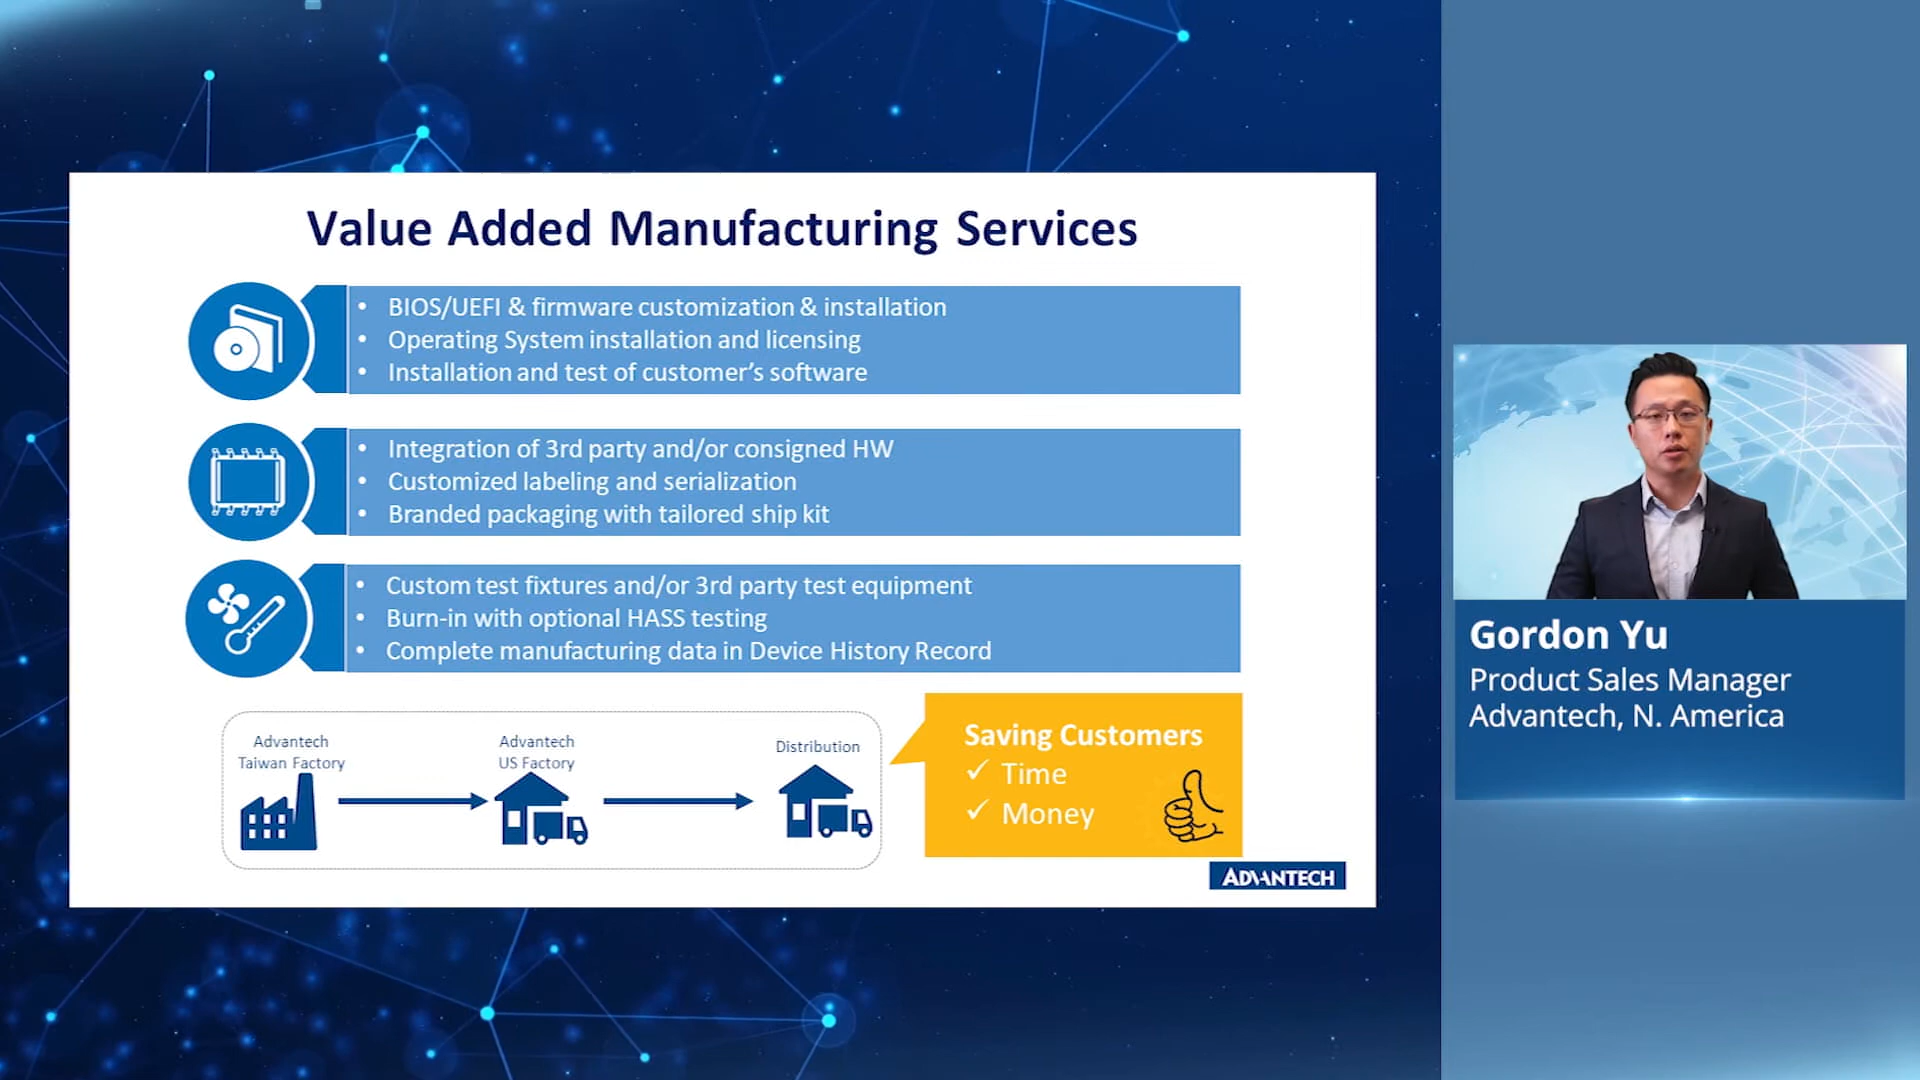 Value Added Manufacturing Services
• BIOS/UEFI & firmware customization & installation
• Operating System installation and licensing
• Installation and test of customer’s software
• Integration of 3rd party and/or consigned HW
• Customized labeling and serialization
• Branded packaging with tailored ship kit
• Custom test fixtures and/or 3rd party test equipment
• Burn-in with optional HASS testing
• Complete manufacturing data in Device History Record
Advantech
Taiwan Factory
Advantech
US Factory
Distribution
Saving Customers
✓ Time
✓ Money
ADVANTECH
Gordon Yu
Product Sales Manager
Advantech, N. America